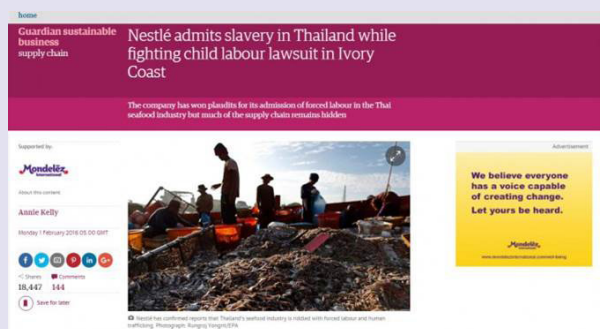 home
Guardian sustainable
business
supply chain
Nestlé admits slavery in Thailand while
fighting child labour lawsuit in Ivory
Coast
The company has won plaudits for its admission of forced labour in the Thai
seafood industry but much of the supply chain remains hidden
Supported by:
Mondelēz
International
About this content
Annie Kelly
Monday 1 February 2016 05.00 GMT
Shares
Comments
18,447
144
Save for later
Nestlé has confirmed reports that Thailand's seafood industry is riddled with forced labour and human
trafficking. Photograph: Rungroj Yongrit/EPA
Advertisement
We believe everyone
has a voice capable
of creating change.
Let yours be heard.
Mondelēz
International